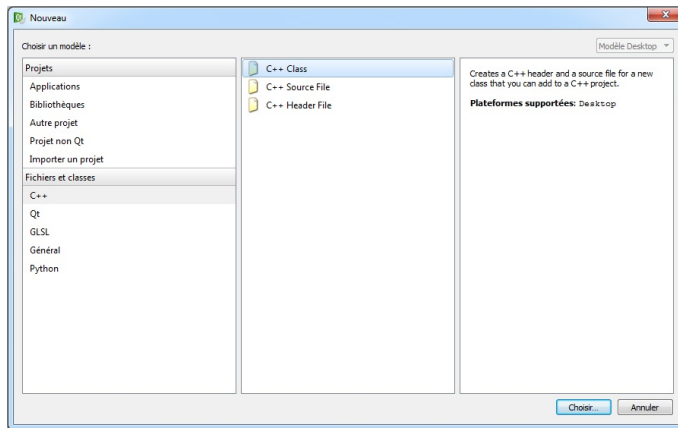 Nouveau
Choisir un modèle :
Modèle Desktop
Projets
Applications
Bibliothèques
Autre projet
Projet non Qt
Importer un projet
Fichiers et classes
C++
Qt
GLSL
Général
Python
C++ Class
C++ Source File
C++ Header File
Creates a C++ header and a source file for a new
class that you can add to a C++ project.
Plateformes supportées: Desktop
Choisir...
Annuler